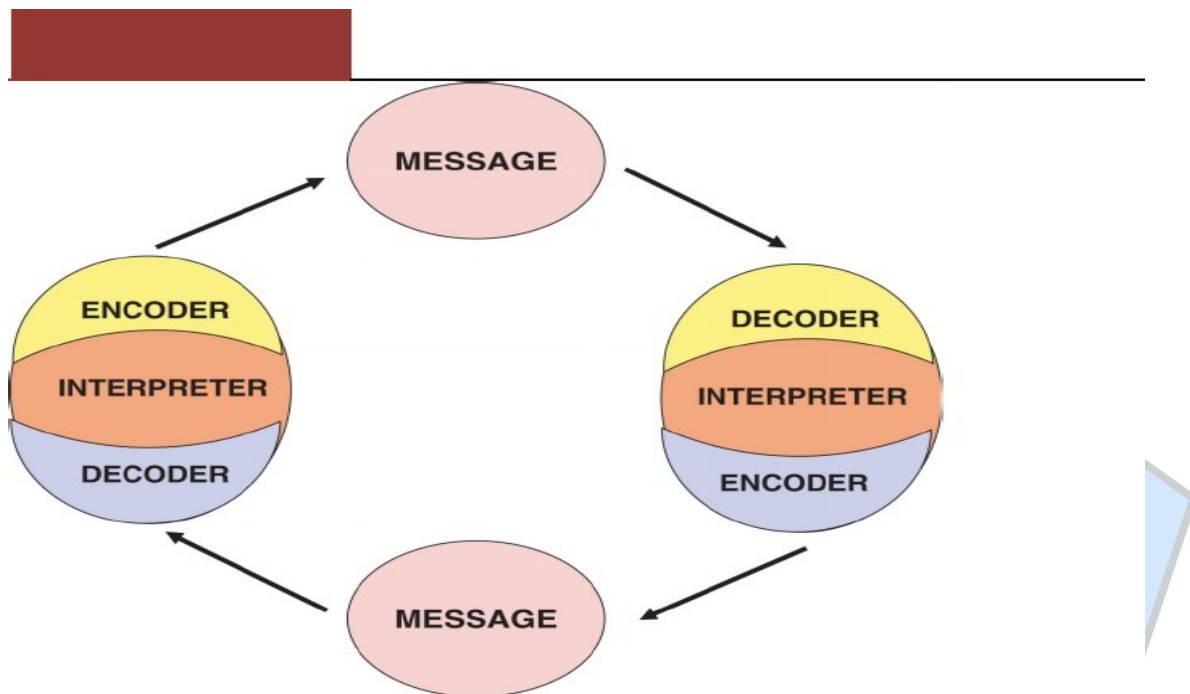 MESSAGE
ENCODER
INTERPRETER
DECODER
DECODER
INTERPRETER
ENCODER
MESSAGE